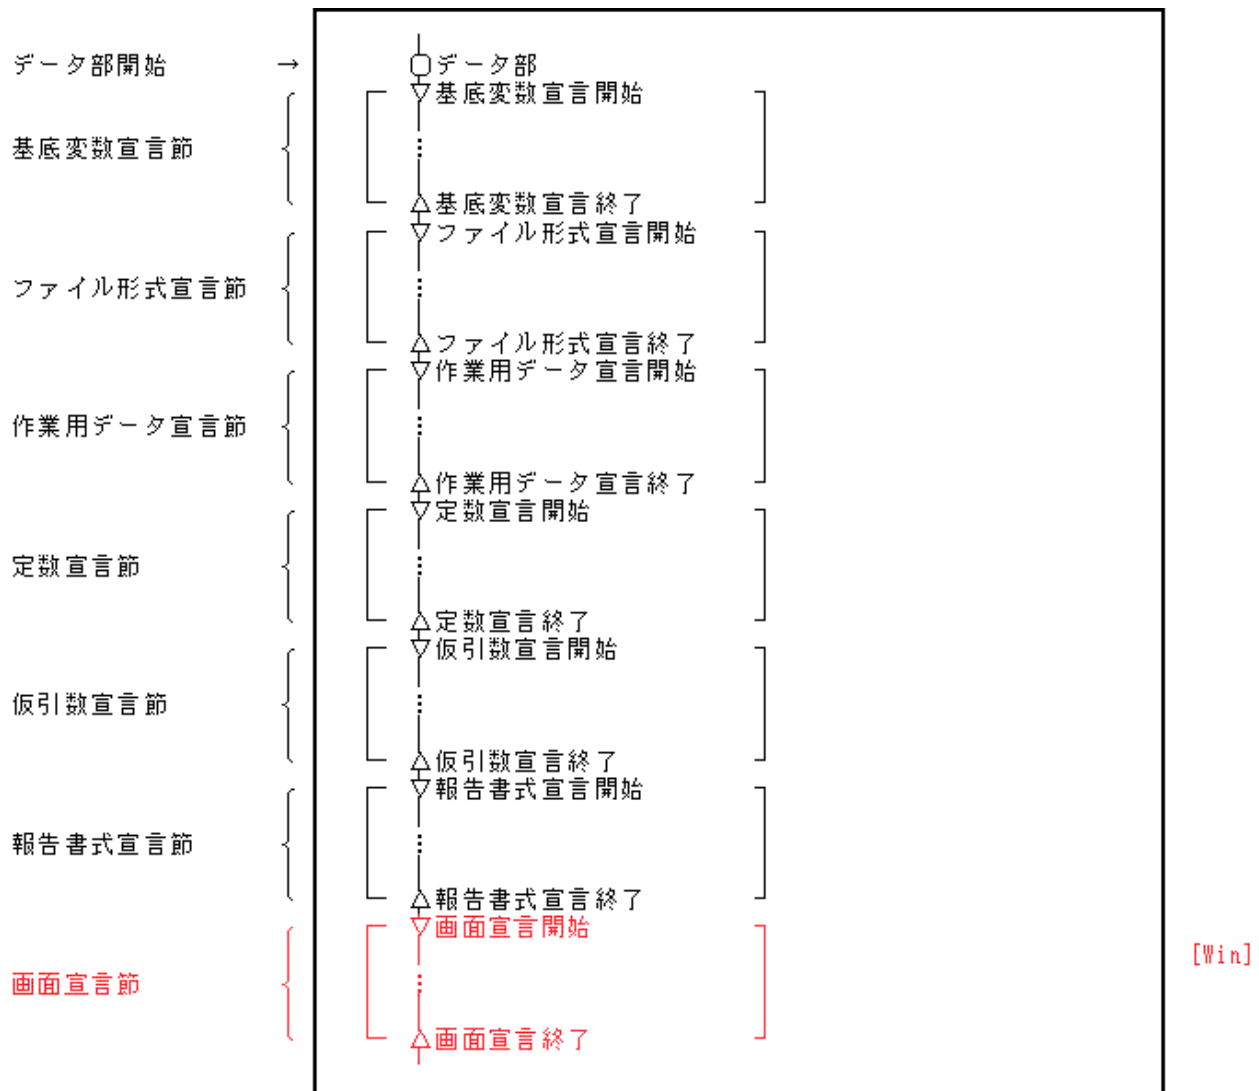 データ部開始 → データ部
基底変数宣言開始
基底変数宣言節
基底変数宣言終了
ファイル形式宣言開始
ファイル形式宣言節
ファイル形式宣言終了
作業用データ宣言開始
作業用データ宣言節
作業用データ宣言終了
定数宣言開始
定数宣言節
定数宣言終了
仮引数宣言開始
仮引数宣言節
仮引数宣言終了
報告書式宣言開始
報告書式宣言節
報告書式宣言終了
画面宣言開始
[Win]
画面宣言節
画面宣言終了